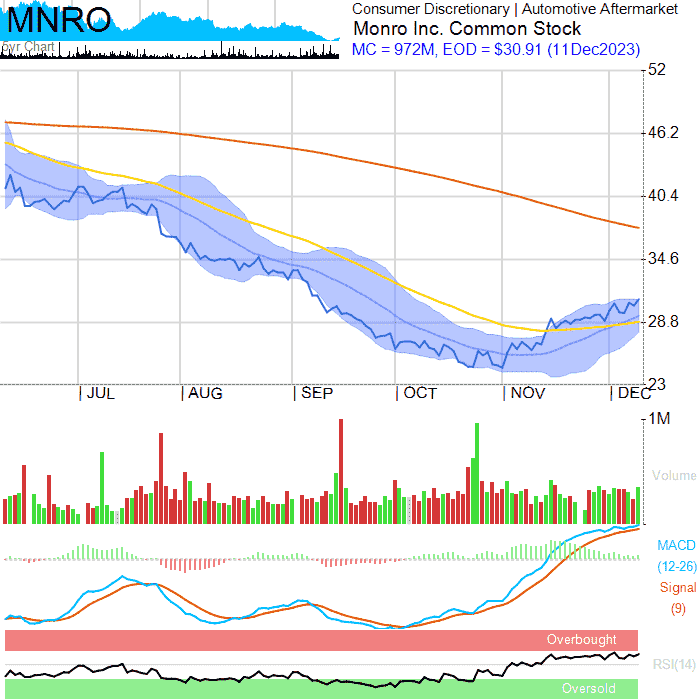 MNRO
5yr Chart
Consumer Discretionary | Automotive Aftermarket
Monro Inc. Common Stock
MC = 972M, EOD = $30.91 (11Dec2023)
52
46.2
40.4
34.6
28.8
23
| JUL | AUG | SEP | OCT | NOV | DEC
1M
Volume
MACD
(12-26)
Signal
(9)
Overbought
RSI(14)
Oversold